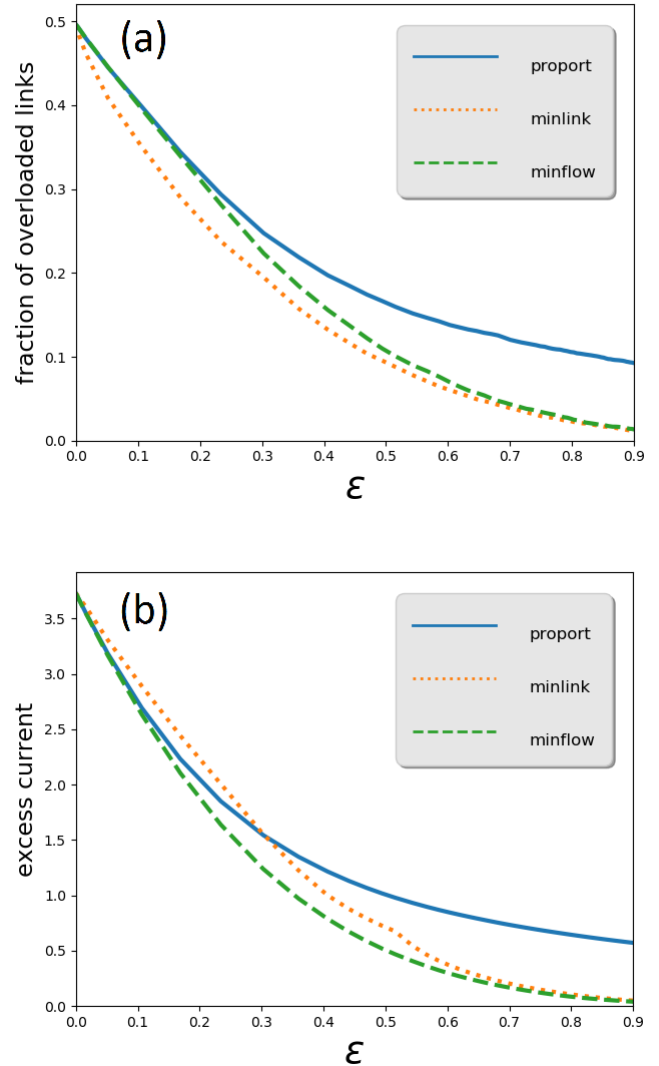 (a)
proport
minlink
minflow
fraction of overloaded links
0.5
0.4
0.3
0.2
0.1
0.0
0.0 0.1 0.2 0.3 0.4 0.5 0.6 0.7 0.8 0.9
ε
(b)
proport
minlink
minflow
excess current
3.5
3.0
2.5
2.0
1.5
1.0
0.5
0.0
0.0 0.1 0.2 0.3 0.4 0.5 0.6 0.7 0.8 0.9
ε